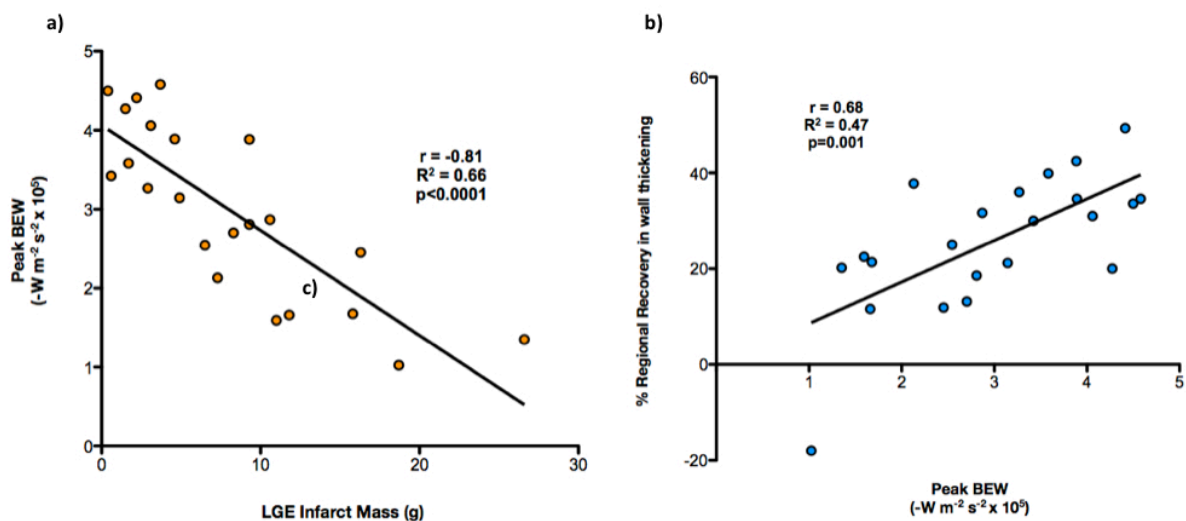 a)
5
4
3
2
1
0
0 10 20 30
Peak BEW
(-W m⁻² s⁻² x 10⁵)
r = -0.81
R² = 0.66
p<0.0001
c)
LGE Infarct Mass (g)
b)
60
40
20
0
-20
1 2 3 4 5
% Regional Recovery in wall thickening
r = 0.68
R² = 0.47
p=0.001
Peak BEW
(-W m⁻² s⁻² x 10⁵)